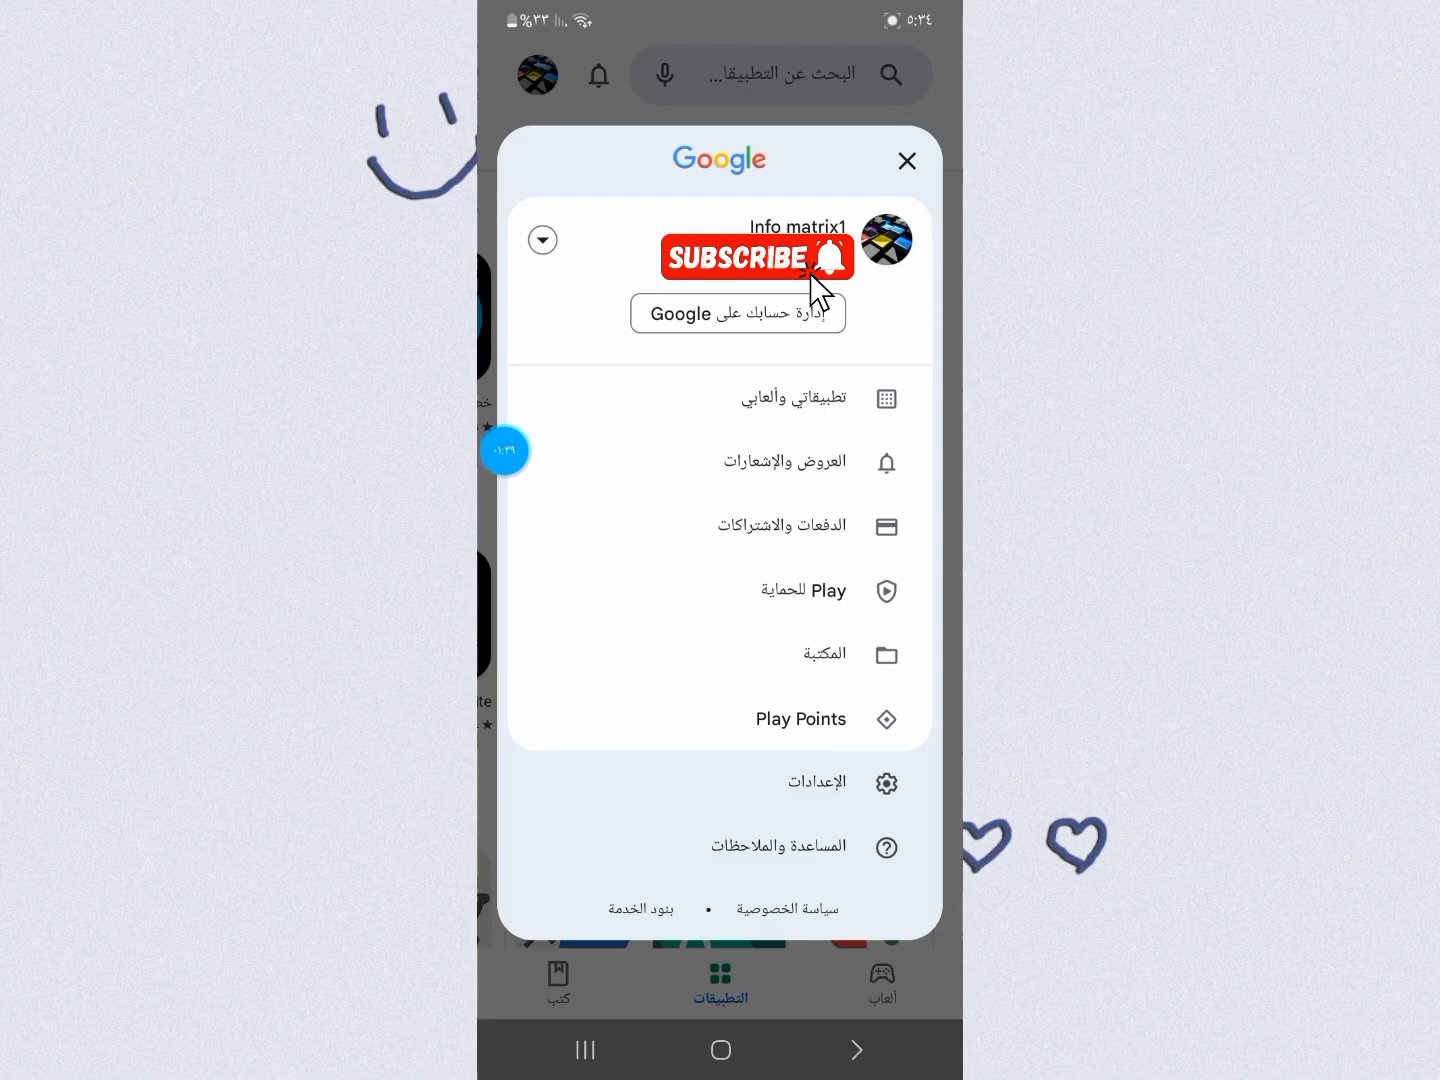 %٣٣
٥:٣٤
البحث عن التطبيقا...
Google
Info matrix1
SUBSCRIBE
إدارة حسابك على Google
تطبيقاتي وألعابي
٠١:٣٩
العروض والإشعارات
الدفعات والاشتراكات
Play للحماية
المكتبة
Play Points
الإعدادات
المساعدة والملاحظات
سياسة الخصوصية • بنود الخدمة
ألعاب
التطبيقات
كتب